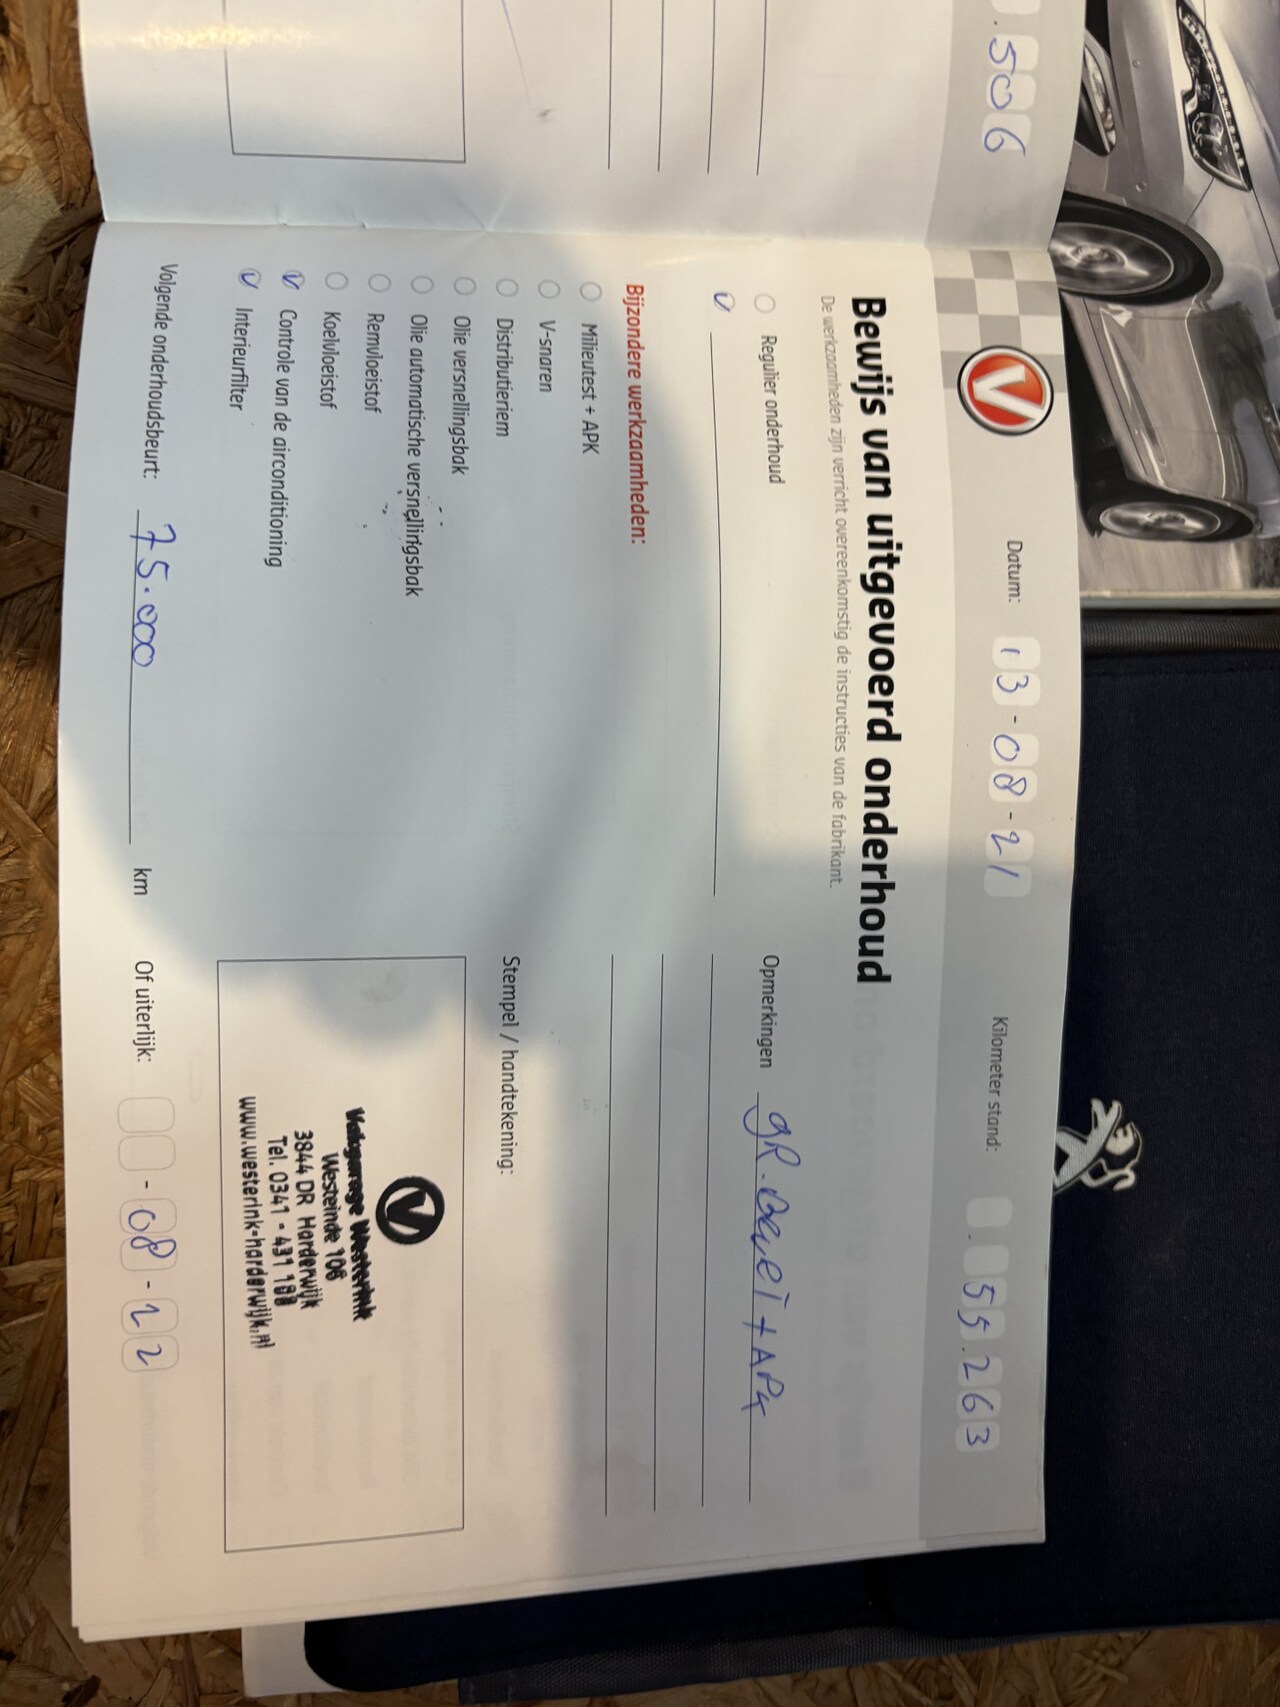 .506
Datum: 13-08-21
Kilometer stand: .55.263
Bewijs van uitgevoerd onderhoud
De werkzaamheden zijn verricht overeenkomstig de instructies van de fabrikant.
Regulier onderhoud
Opmerkingen gR.Beurt + APK
Bijzondere werkzaamheden:
Milieutest + APK
V-snaren
Distributieriem
Olie versnellingsbak
Olie automatische versnellingsbak
Remvloeistof
Koelvloeistof
Controle van de airconditioning
Interieurfilter
Stempel / handtekening:
V
Vakgarage Westerink
Westeinde 106
3844 DR Harderwijk
Tel. 0341 - 431 188
www.westerink-harderwijk.nl
Volgende onderhoudsbeurt: 75.000 km
Of uiterlijk: -08-22